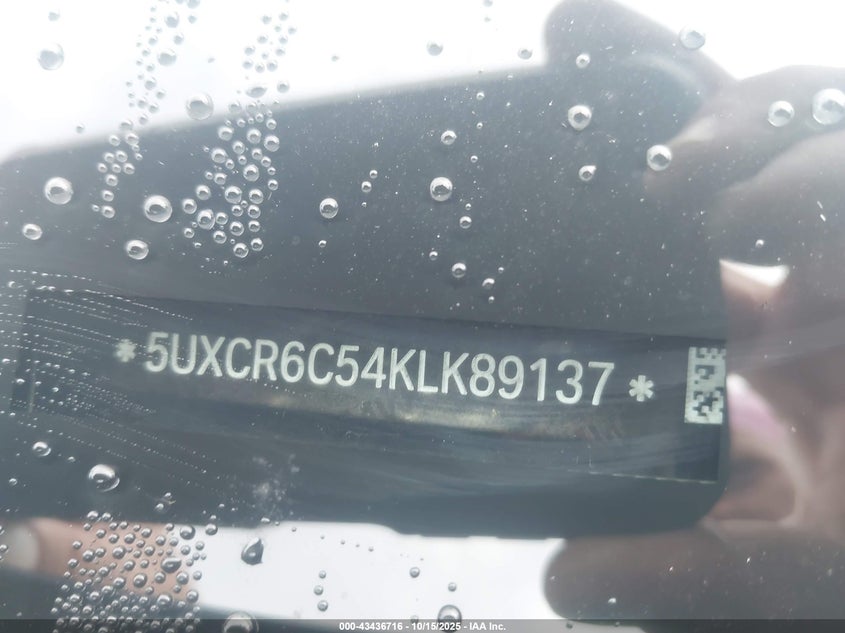 *5UXCR6C54KLK89137*
000-43436716 - 10/15/2025 - IAA Inc.